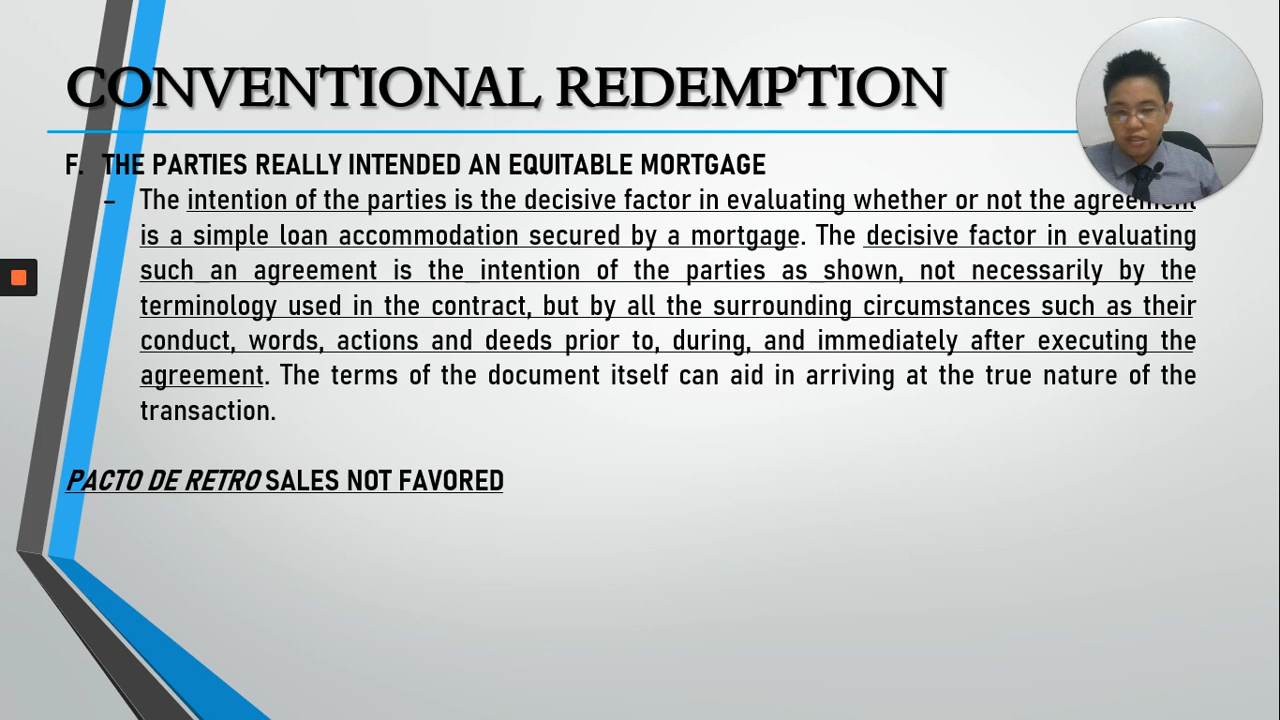 CONVENTIONAL REDEMPTION
F. THE PARTIES REALLY INTENDED AN EQUITABLE MORTGAGE
– The intention of the parties is the decisive factor in evaluating whether or not the agreement
is a simple loan accommodation secured by a mortgage. The decisive factor in evaluating
such an agreement is the intention of the parties as shown, not necessarily by the
terminology used in the contract, but by all the surrounding circumstances such as their
conduct, words, actions and deeds prior to, during, and immediately after executing the
agreement. The terms of the document itself can aid in arriving at the true nature of the
transaction.
PACTO DE RETRO SALES NOT FAVORED